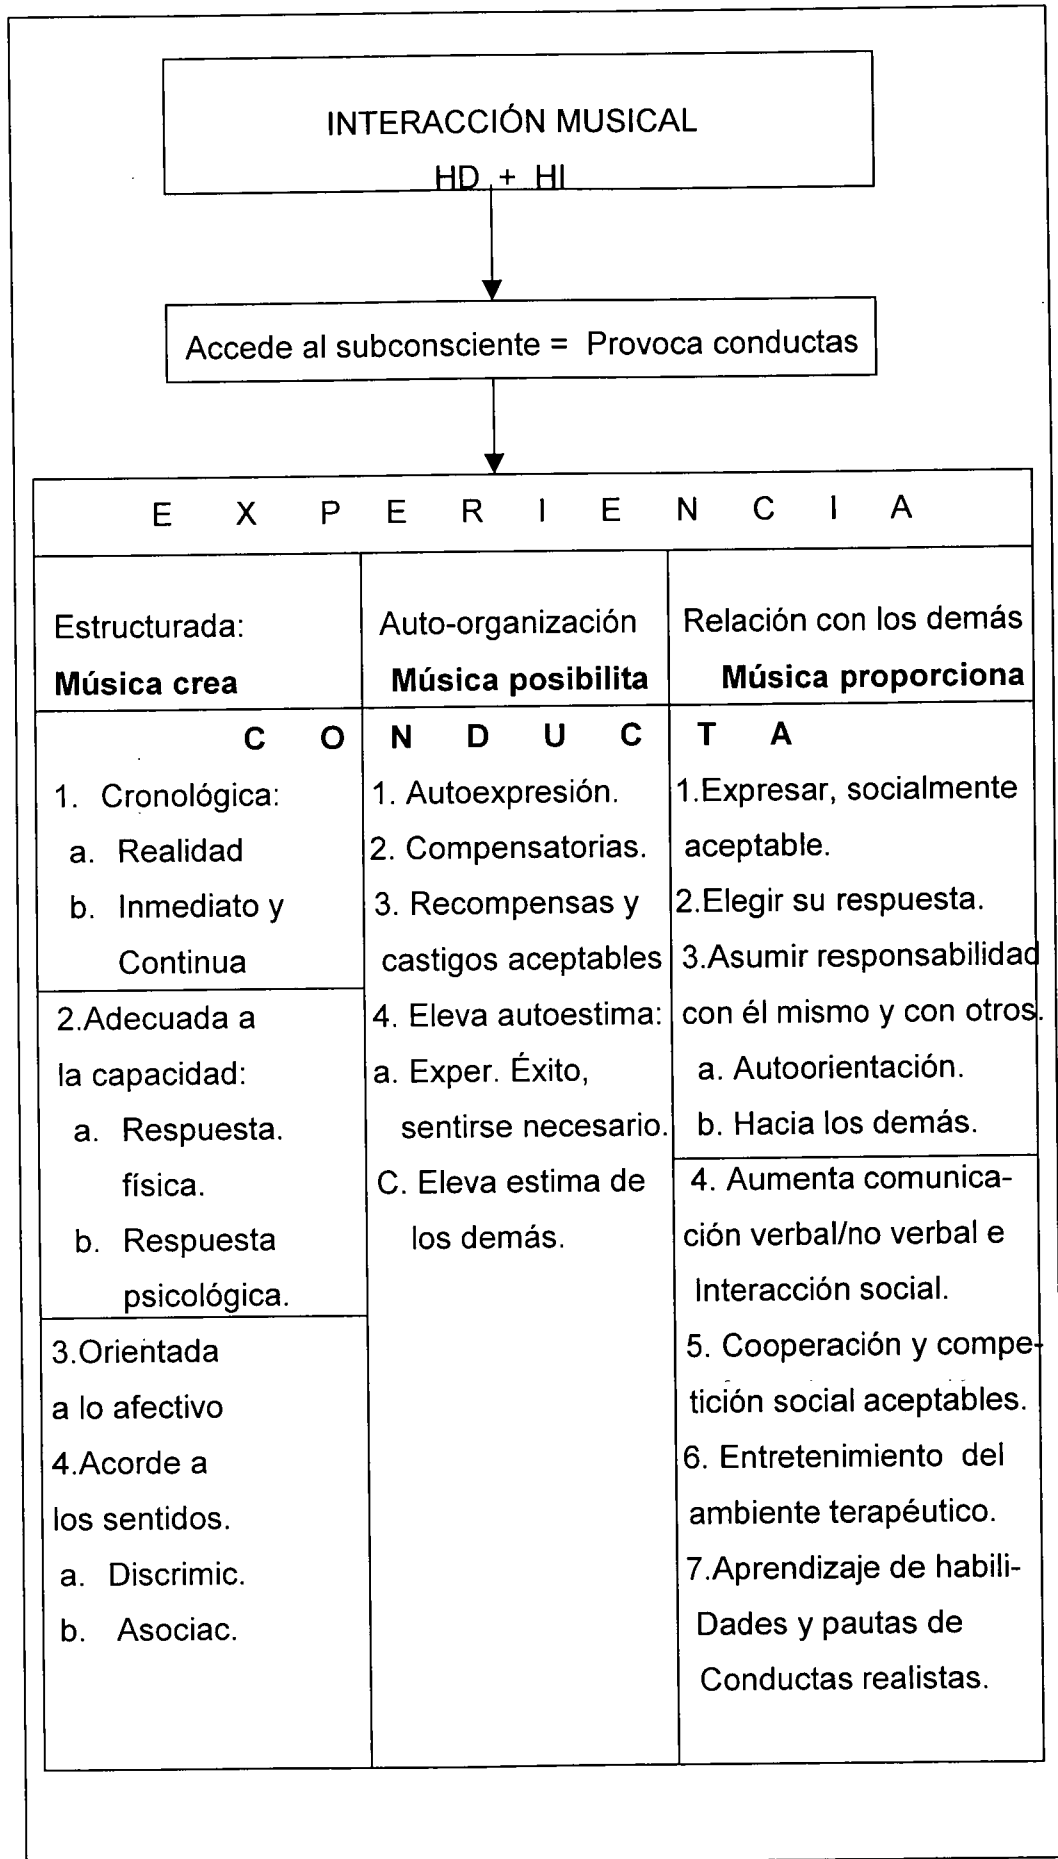 INTERACCIÓN MUSICAL
HD + HI
Accede al subconsciente = Provoca conductas
E X P E R I E N C I A
Estructurada:
Música crea
Auto-organización
Música posibilita
Relación con los demás
Música proporciona
C O N D U C T A
1. Cronológica:
a. Realidad
b. Inmediato y
Continua
2.Adecuada a
la capacidad:
a. Respuesta.
física.
b. Respuesta
psicológica.
3.Orientada
a lo afectivo
4.Acorde a
los sentidos.
a. Discrimic.
b. Asociac.
1. Autoexpresión.
2. Compensatorias.
3. Recompensas y
castigos aceptables
4. Eleva autoestima:
a. Exper. Éxito,
sentirse necesario.
C. Eleva estima de
los demás.
1.Expresar, socialmente
aceptable.
2.Elegir su respuesta.
3.Asumir responsabilidad
con él mismo y con otros.
a. Autoorientación.
b. Hacia los demás.
4. Aumenta comunica-
ción verbal/no verbal e
Interacción social.
5. Cooperación y compe-
tición social aceptables.
6. Entretenimiento del
ambiente terapéutico.
7.Aprendizaje de habili-
Dades y pautas de
Conductas realistas.